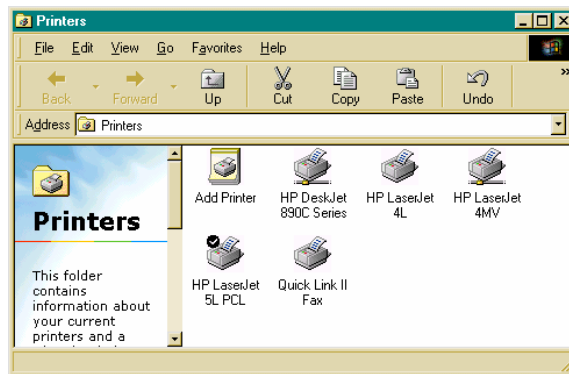 Printers
File Edit View Go Favorites Help
Back Forward Up Cut Copy Paste Undo »
Address Printers
Printers
This folder
contains
information about
your current
printers and a
Add Printer
HP DeskJet
890C Series
HP LaserJet
4L
HP LaserJet
4MV
HP LaserJet
5L PCL
Quick Link II
Fax